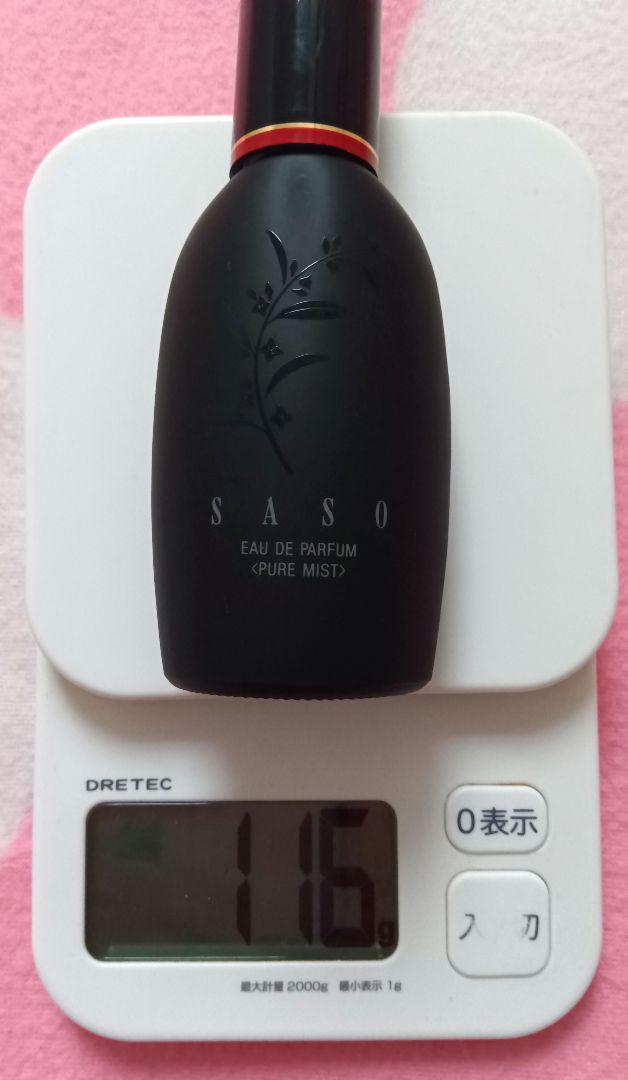 SASO
EAU DE PARFUM
<PURE MIST>
DRETEC
0表示
116g
入 切
最大計量 2000g 最小表示 1g